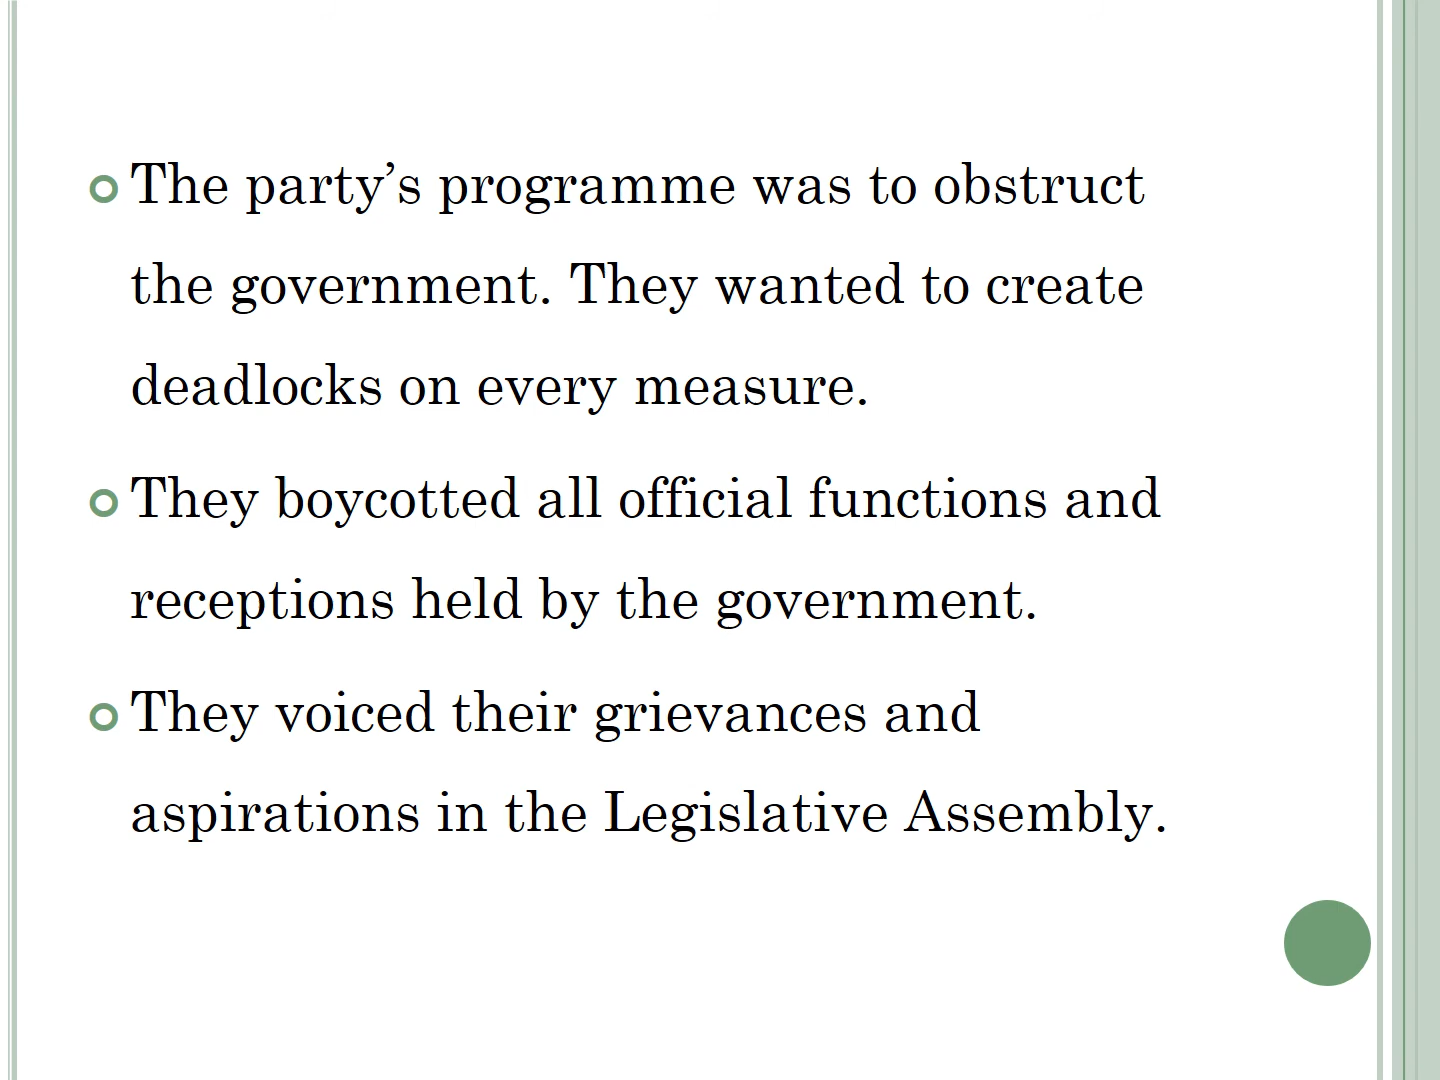 The party’s programme was to obstruct
the government. They wanted to create
deadlocks on every measure.
They boycotted all official functions and
receptions held by the government.
They voiced their grievances and
aspirations in the Legislative Assembly.